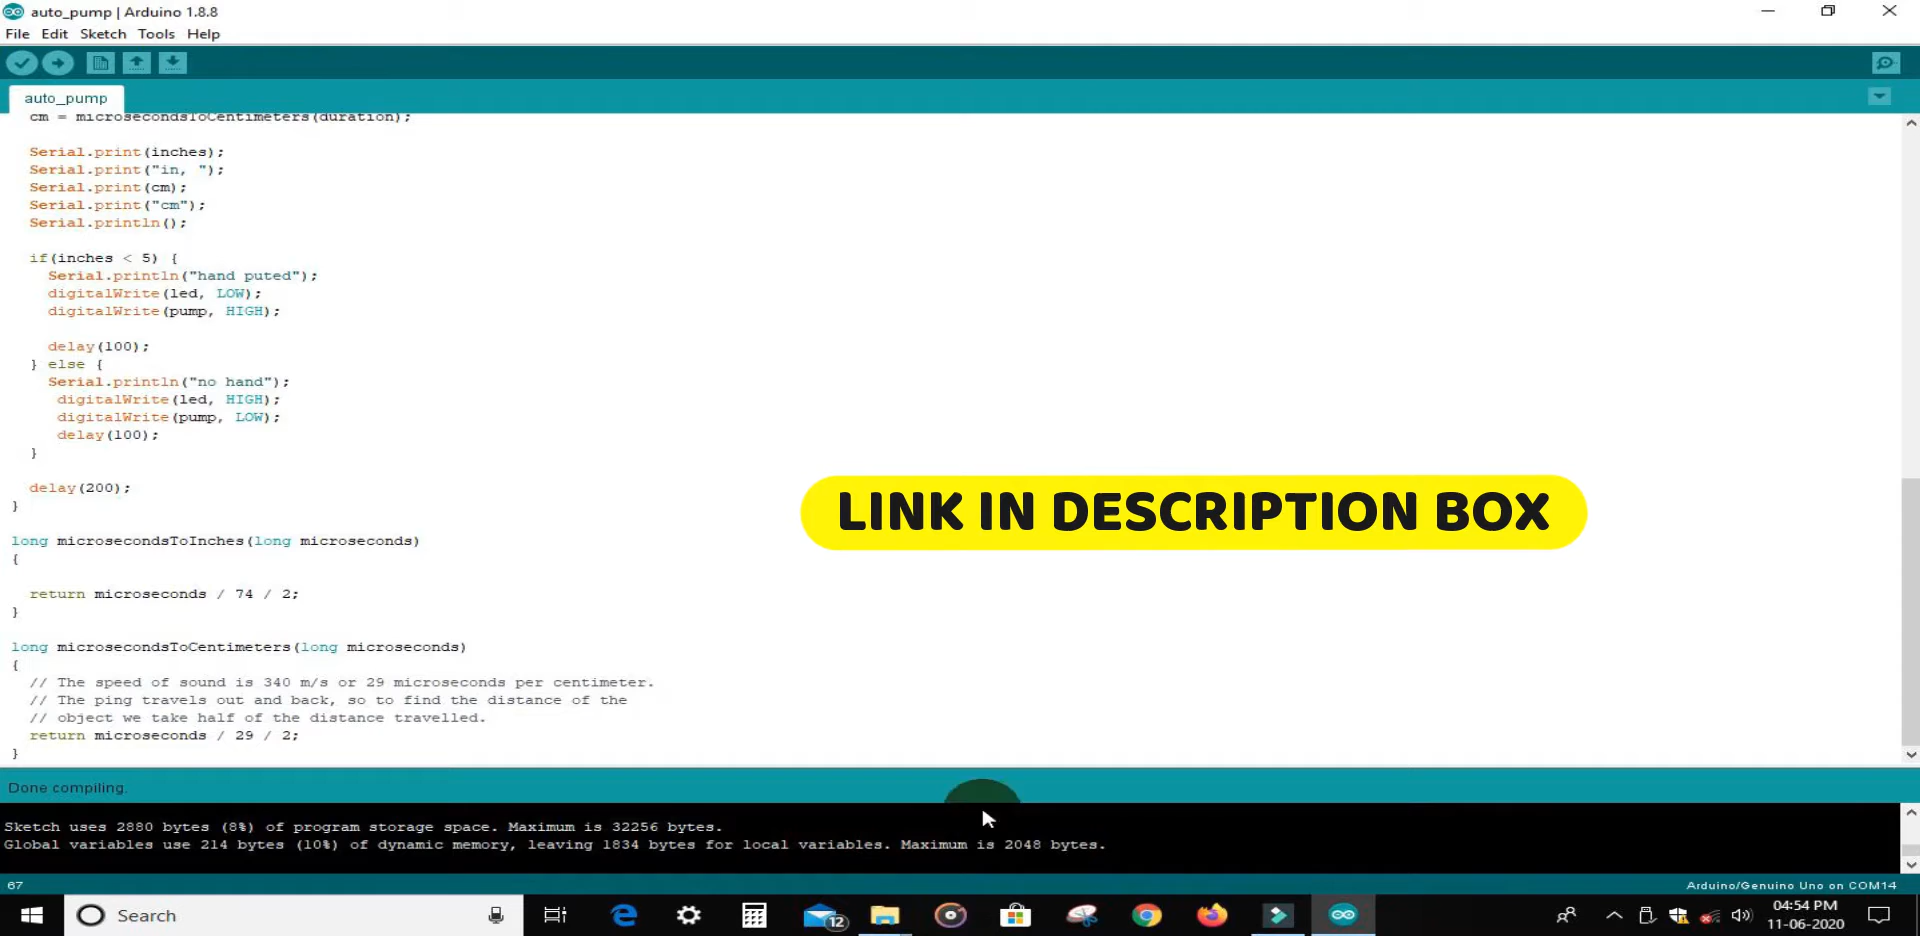 auto_pump | Arduino 1.8.8
File Edit Sketch Tools Help
auto_pump
cm = microsecondsToCentimeters(duration);
Serial.print(inches);
Serial.print("in, ");
Serial.print(cm);
Serial.print("cm");
Serial.println();
if(inches < 5) {
Serial.println("hand puted");
digitalWrite(led, LOW);
digitalWrite(pump, HIGH);
delay(100);
} else {
Serial.println("no hand");
digitalWrite(led, HIGH);
digitalWrite(pump, LOW);
delay(100);
}
delay(200);
}
LINK IN DESCRIPTION BOX
long microsecondsToInches(long microseconds)
{
return microseconds / 74 / 2;
}
long microsecondsToCentimeters(long microseconds)
{
// The speed of sound is 340 m/s or 29 microseconds per centimeter.
// The ping travels out and back, so to find the distance of the
// object we take half of the distance travelled.
return microseconds / 29 / 2;
}
Done compiling.
Sketch uses 2880 bytes (8%) of program storage space. Maximum is 32256 bytes.
Global variables use 214 bytes (10%) of dynamic memory, leaving 1834 bytes for local variables. Maximum is 2048 bytes.
67
Arduino/Genuino Uno on COM14
Search
12
04:54 PM
11-06-2020